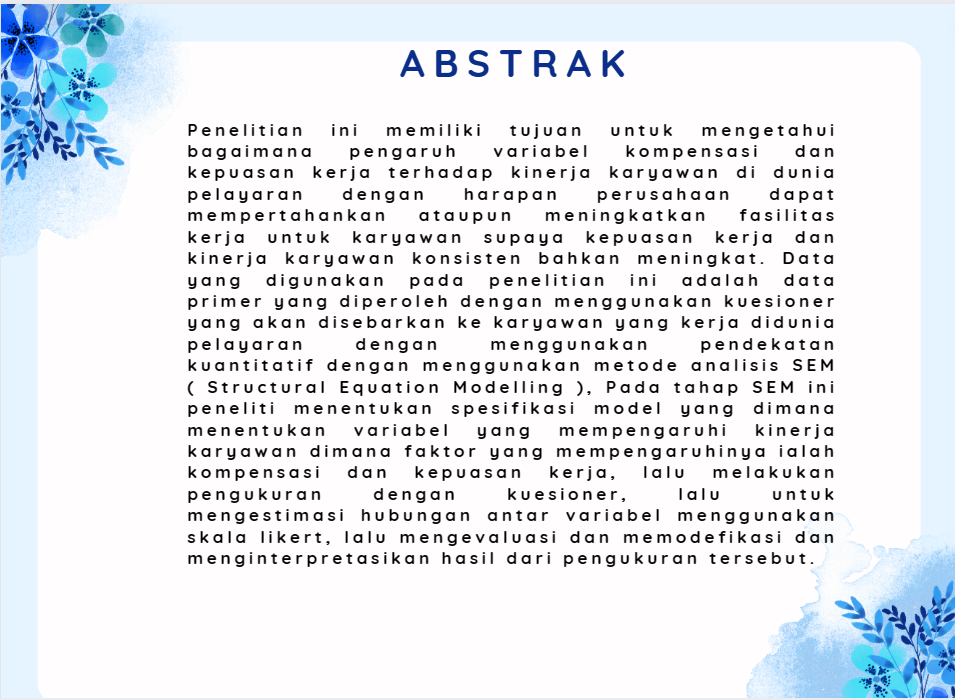 ABSTRAK
Penelitian ini memiliki tujuan untuk mengetahui
bagaimana pengaruh variabel kompensasi dan
kepuasan kerja terhadap kinerja karyawan di dunia
pelayaran dengan harapan perusahaan dapat
mempertahankan ataupun meningkatkan fasilitas
kerja untuk karyawan supaya kepuasan kerja dan
kinerja karyawan konsisten bahkan meningkat. Data
yang digunakan pada penelitian ini adalah data
primer yang diperoleh dengan menggunakan kuesioner
yang akan disebarkan ke karyawan yang kerja didunia
pelayaran dengan menggunakan pendekatan
kuantitatif dengan menggunakan metode analisis SEM
( Structural Equation Modelling ), Pada tahap SEM ini
peneliti menentukan spesifikasi model yang dimana
menentukan variabel yang mempengaruhi kinerja
karyawan dimana faktor yang mempengaruhinya ialah
kompensasi dan kepuasan kerja, lalu melakukan
pengukuran dengan kuesioner, lalu untuk
mengestimasi hubungan antar variabel menggunakan
skala likert, lalu mengevaluasi dan memodefikasi dan
menginterpretasikan hasil dari pengukuran tersebut.